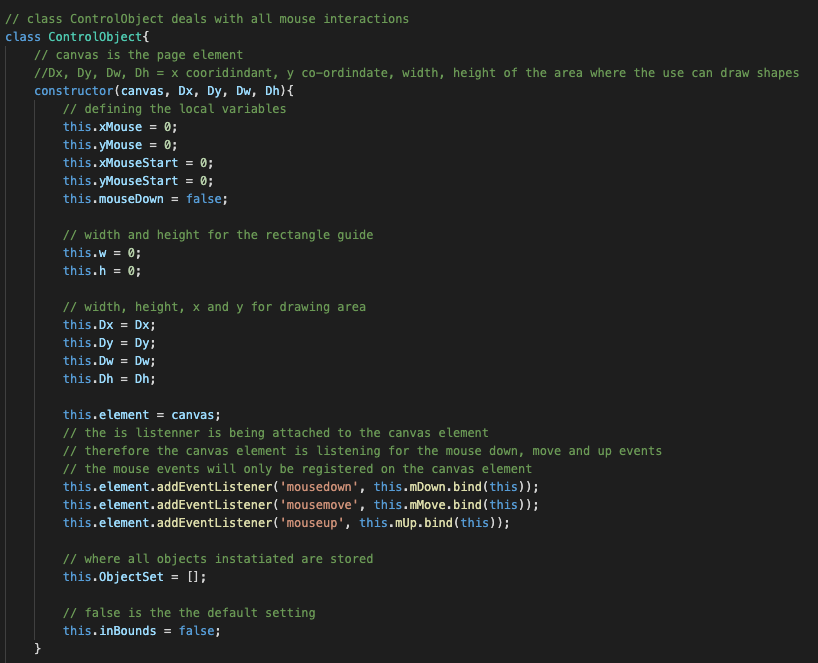 // class ControlObject deals with all mouse interactions
class ControlObject{
// canvas is the page element
//Dx, Dy, Dw, Dh = x cooridindant, y co-ordindate, width, height of the area where the use can draw shapes
constructor(canvas, Dx, Dy, Dw, Dh){
// defining the local variables
this.xMouse = 0;
this.yMouse = 0;
this.xMouseStart = 0;
this.yMouseStart = 0;
this.mouseDown = false;
// width and height for the rectangle guide
this.w = 0;
this.h = 0;
// width, height, x and y for drawing area
this.Dx = Dx;
this.Dy = Dy;
this.Dw = Dw;
this.Dh = Dh;
this.element = canvas;
// the is listenner is being attached to the canvas element
// therefore the canvas element is listening for the mouse down, move and up events
// the mouse events will only be registered on the canvas element
this.element.addEventListener('mousedown', this.mDown.bind(this));
this.element.addEventListener('mousemove', this.mMove.bind(this));
this.element.addEventListener('mouseup', this.mUp.bind(this));
// where all objects instatiated are stored
this.ObjectSet = [];
// false is the the default setting
this.inBounds = false;
}